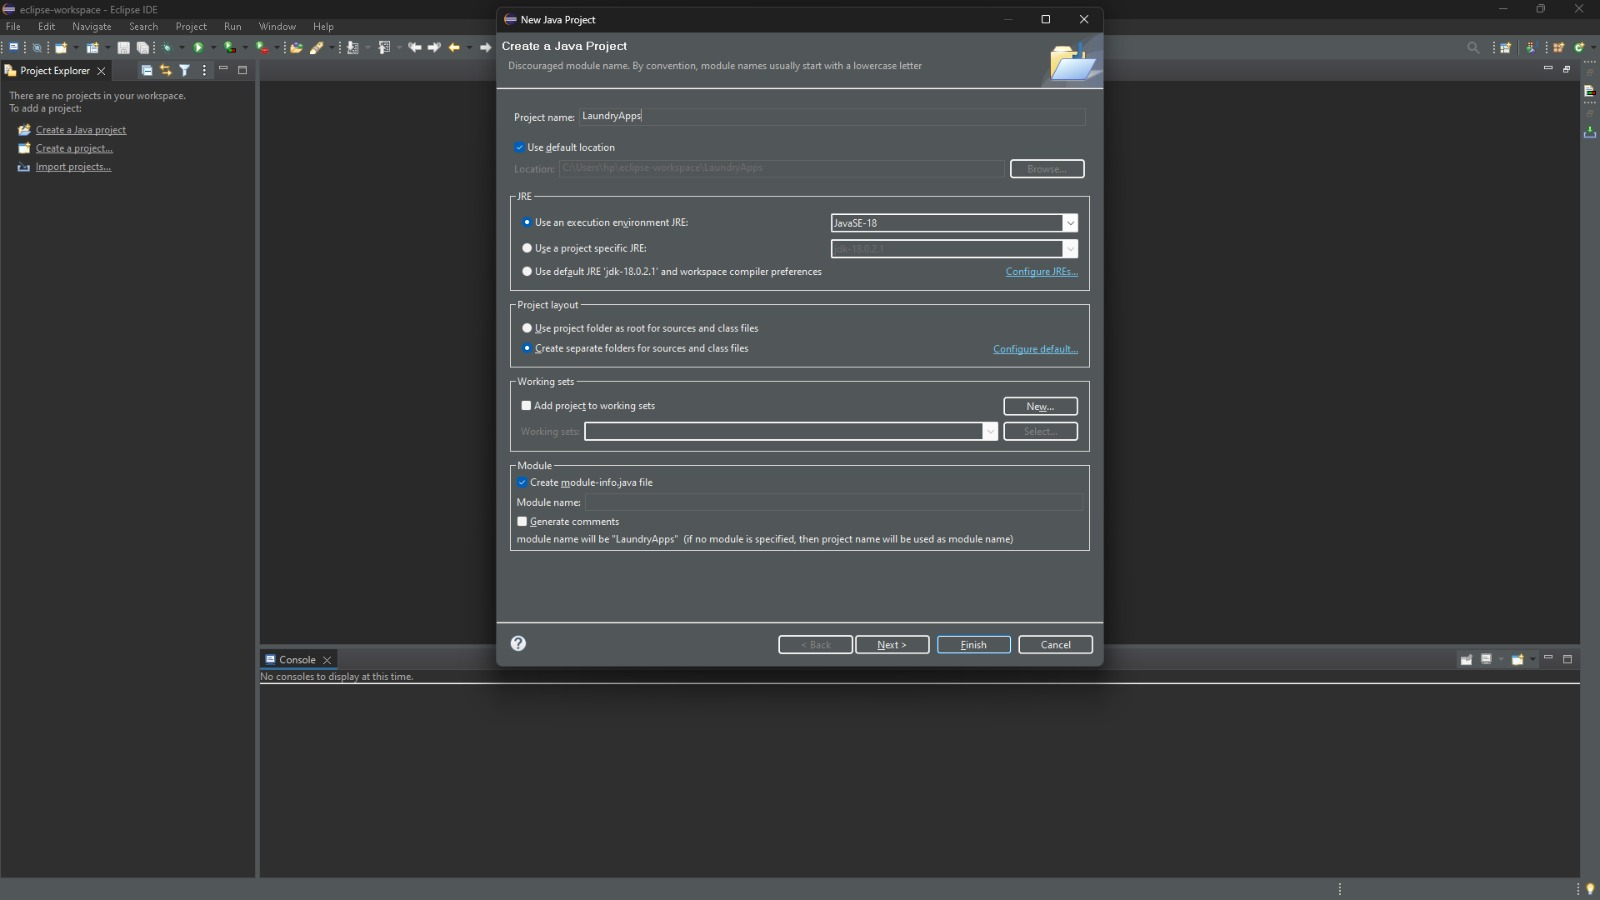 eclipse-workspace - Eclipse IDE
File Edit Navigate Search Project Run Window Help
Project Explorer
There are no projects in your workspace.
To add a project:
Create a Java project
Create a project...
Import projects...
New Java Project
Create a Java Project
Discouraged module name. By convention, module names usually start with a lowercase letter
Project name: LaundryApps
Use default location
Location: C:\Users\hp\eclipse-workspace\LaundryApps Browse...
JRE
Use an execution environment JRE: JavaSE-18
Use a project specific JRE: jdk-18.0.2.1
Use default JRE 'jdk-18.0.2.1' and workspace compiler preferences Configure JREs...
Project layout
Use project folder as root for sources and class files
Create separate folders for sources and class files Configure default...
Working sets
Add project to working sets New...
Working sets: Select...
Module
Create module-info.java file
Module name:
Generate comments
module name will be "LaundryApps" (if no module is specified, then project name will be used as module name)
< Back Next > Finish Cancel
Console
No consoles to display at this time.